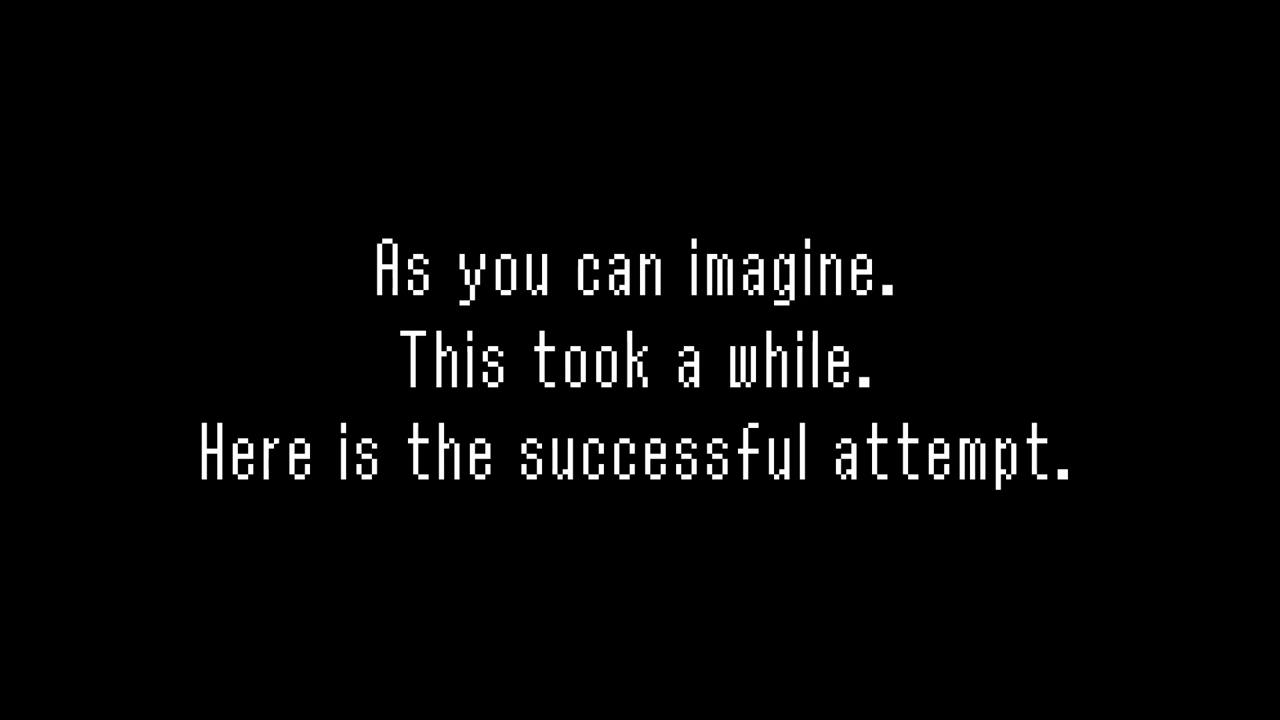 As you can imagine.
This took a while.
Here is the successful attempt.